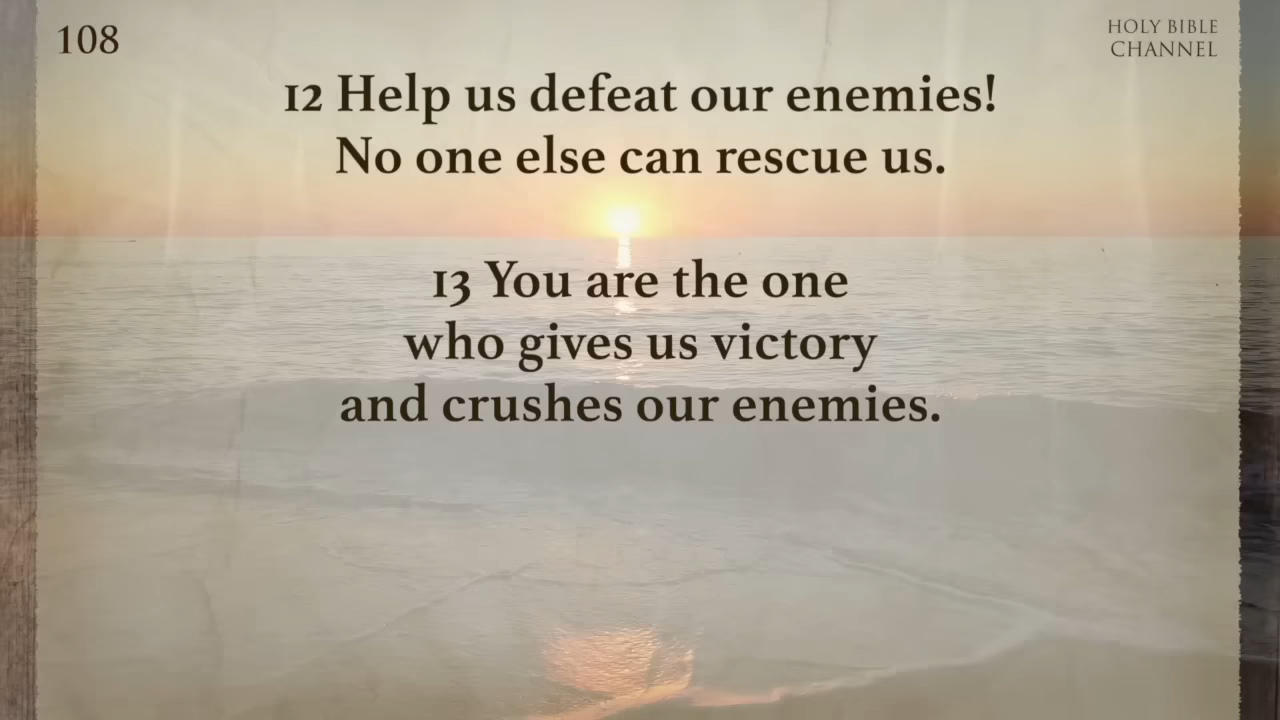 108
HOLY BIBLE
CHANNEL
12 Help us defeat our enemies!
No one else can rescue us.
13 You are the one
who gives us victory
and crushes our enemies.